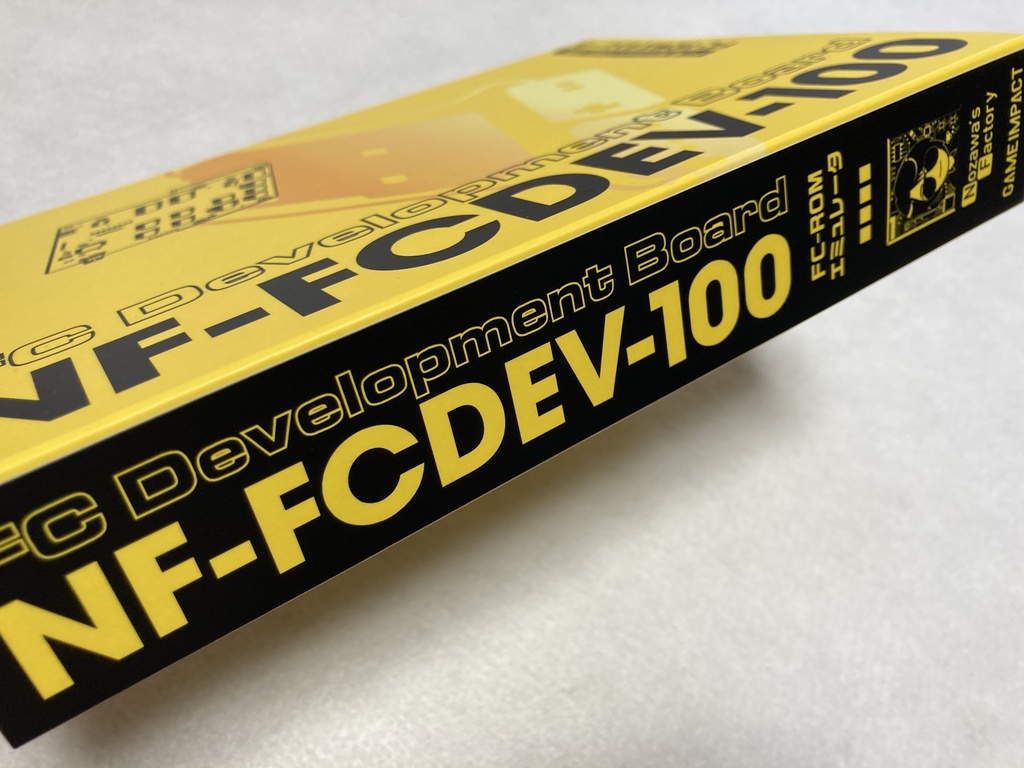 FC Development Board
NF-FCDEV-100
FC Development Board
NF-FCDEV-100
FC-ROM
エミュレータ
Nozawa's
Factory
GAMEIMPACT